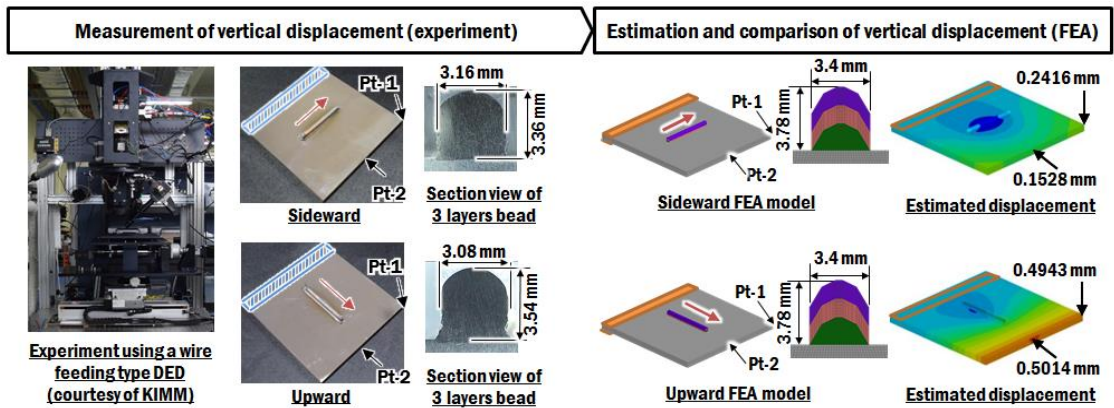 Measurement of vertical displacement (experiment)
Estimation and comparison of vertical displacement (FEA)
Experiment using a wire
feeding type DED
(courtesy of KIMM)
Pt-1
Pt-2
Sideward
3.16 mm
3.36 mm
Section view of
3 layers bead
Pt-1
Pt-2
Sideward FEA model
3.4 mm
3.78 mm
0.2416 mm
0.1528 mm
Estimated displacement
Pt-1
Pt-2
Upward
3.08 mm
3.54 mm
Section view of
3 layers bead
Pt-1
Pt-2
Upward FEA model
3.4 mm
3.78 mm
0.4943 mm
0.5014 mm
Estimated displacement